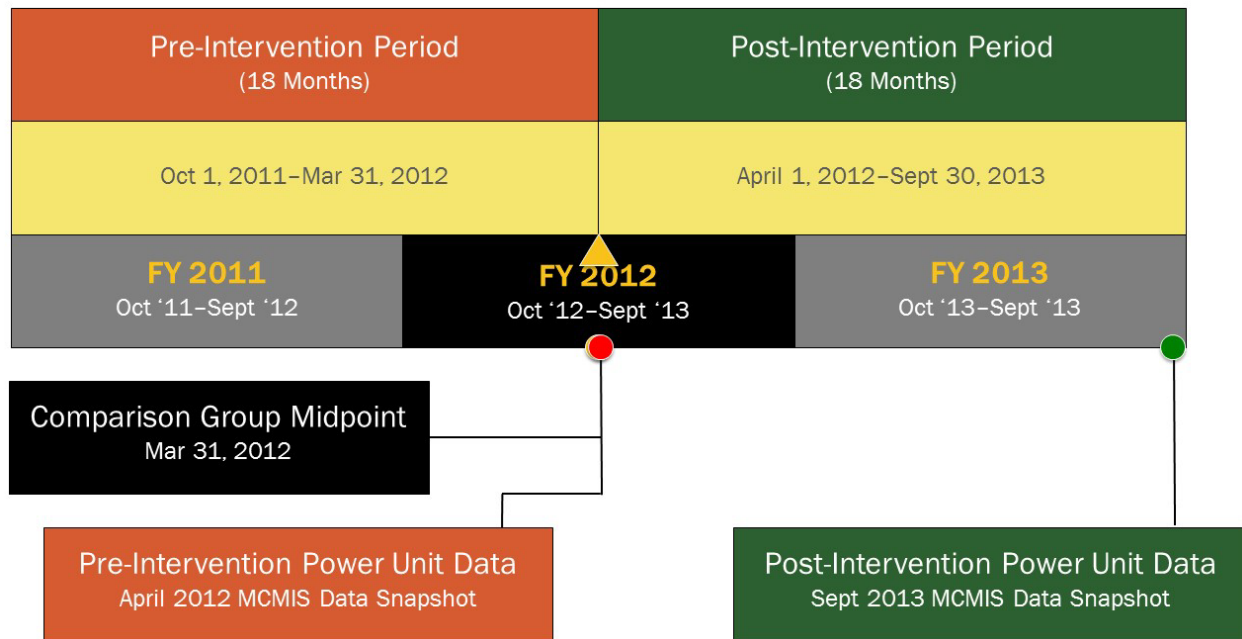 Pre-Intervention Period
(18 Months)
Post-Intervention Period
(18 Months)
Oct 1, 2011–Mar 31, 2012
April 1, 2012–Sept 30, 2013
FY 2011
Oct ‘11–Sept ‘12
FY 2012
Oct ‘12–Sept ‘13
FY 2013
Oct ‘13–Sept ‘13
Comparison Group Midpoint
Mar 31, 2012
Pre-Intervention Power Unit Data
April 2012 MCMIS Data Snapshot
Post-Intervention Power Unit Data
Sept 2013 MCMIS Data Snapshot